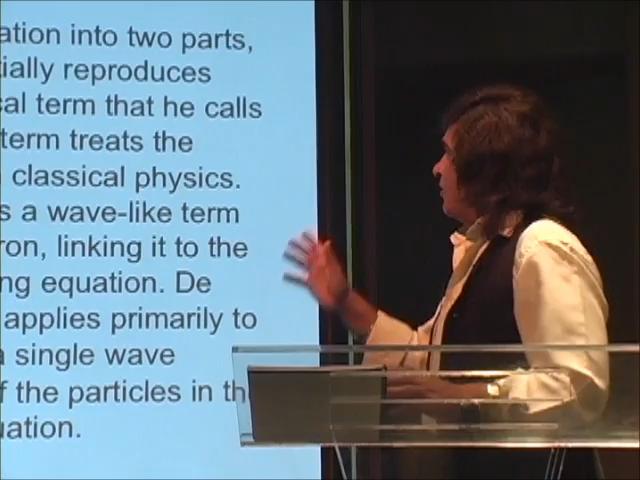 ation into two parts,
tially reproduces
cal term that he calls
term treats the
classical physics.
s a wave-like term
ron, linking it to the
ng equation. De
applies primarily to
a single wave
f the particles in th
uation.